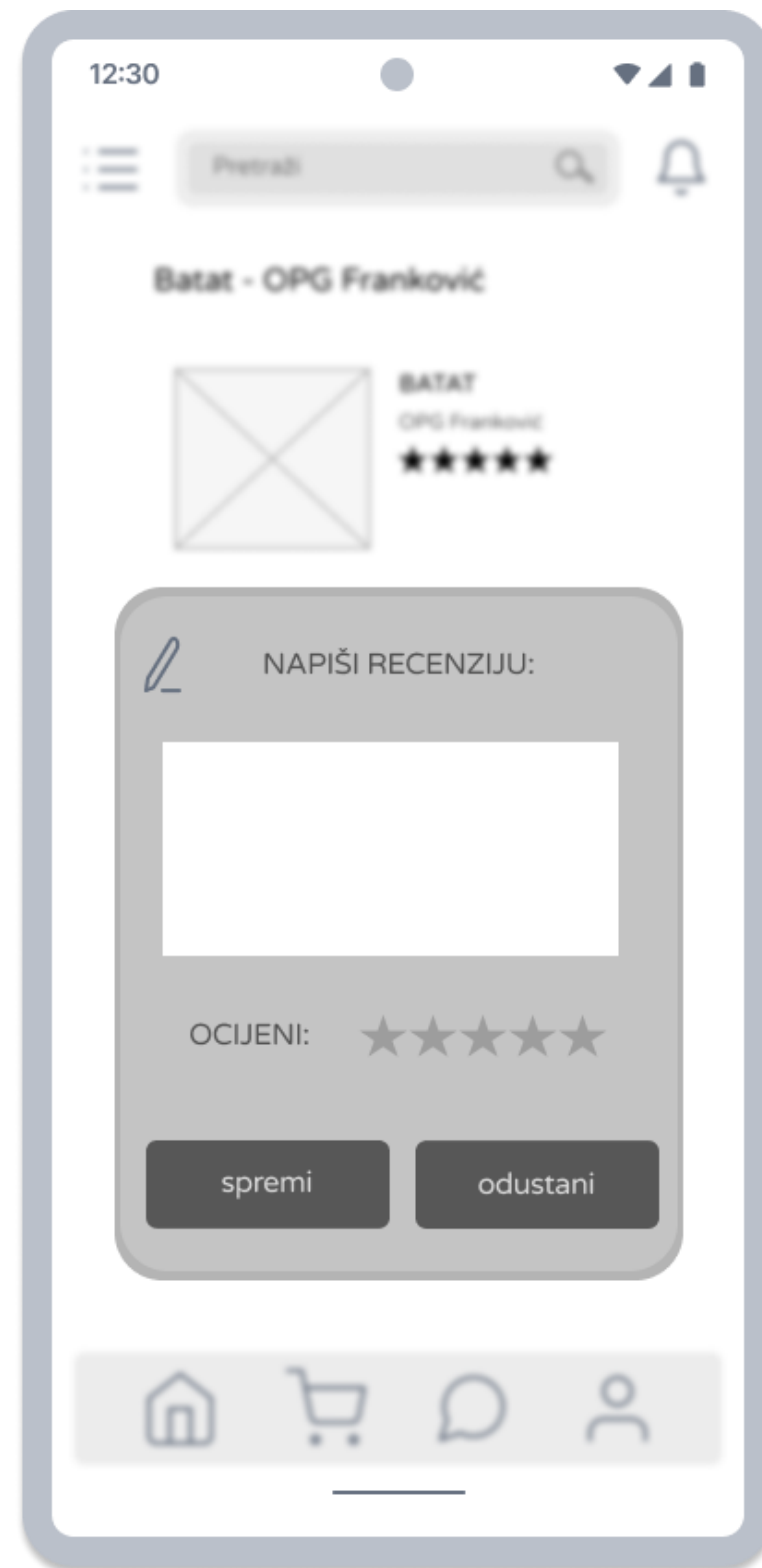 12:30
Pretraži
Batat - OPG Franković
BATAT
OPG Franković
NAPIŠI RECENZIJU:
OCIJENI:
spremi
odustani